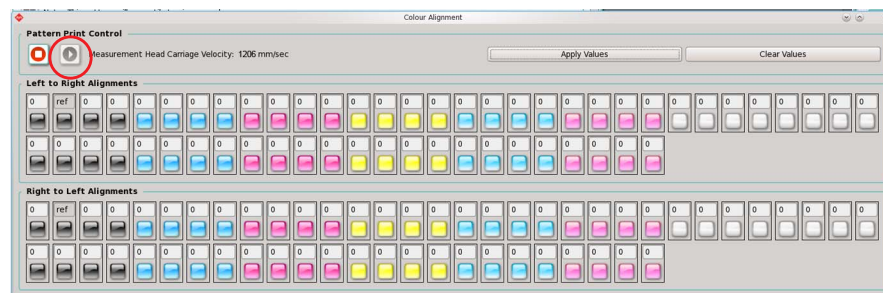 Colour Alignment
Pattern Print Control
Measurement Head Carriage Velocity: 1206 mm/sec Apply Values Clear Values
Left to Right Alignments
0 ref 0 0 0 0 0 0 0 0 0 0 0 0 0 0 0 0 0 0 0 0 0 0 0 0 0 0 0 0 0 0
0 0 0 0 0 0 0 0 0 0 0 0 0 0 0 0 0 0 0 0 0 0 0 0
Right to Left Alignments
0 ref 0 0 0 0 0 0 0 0 0 0 0 0 0 0 0 0 0 0 0 0 0 0 0 0 0 0 0 0 0 0
0 0 0 0 0 0 0 0 0 0 0 0 0 0 0 0 0 0 0 0 0 0 0 0